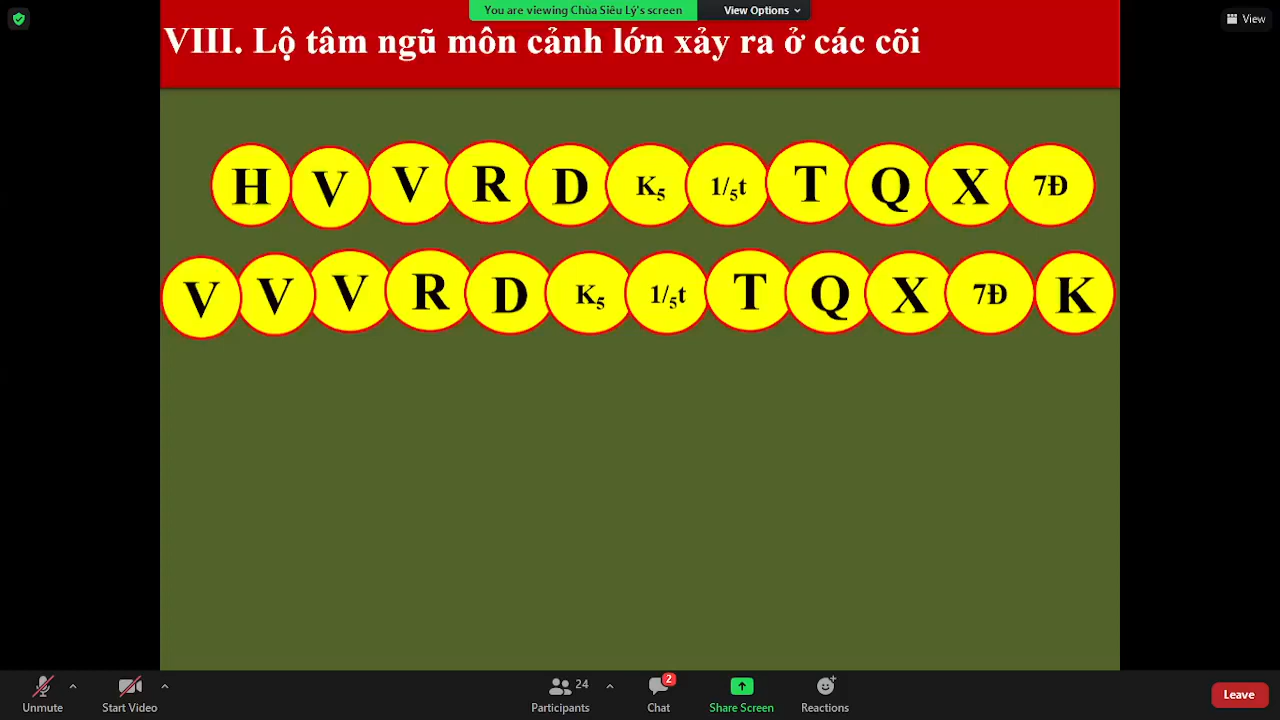 You are viewing Chùa Siêu Lý's screen
View Options
View
VIII. Lộ tâm ngũ môn cảnh lớn xảy ra ở các cõi
H V V R D K₅ 1/₅t T Q X 7Đ
V V V R D K₅ 1/₅t T Q X 7Đ K
Unmute
Start Video
24
Participants
2
Chat
Share Screen
Reactions
Leave